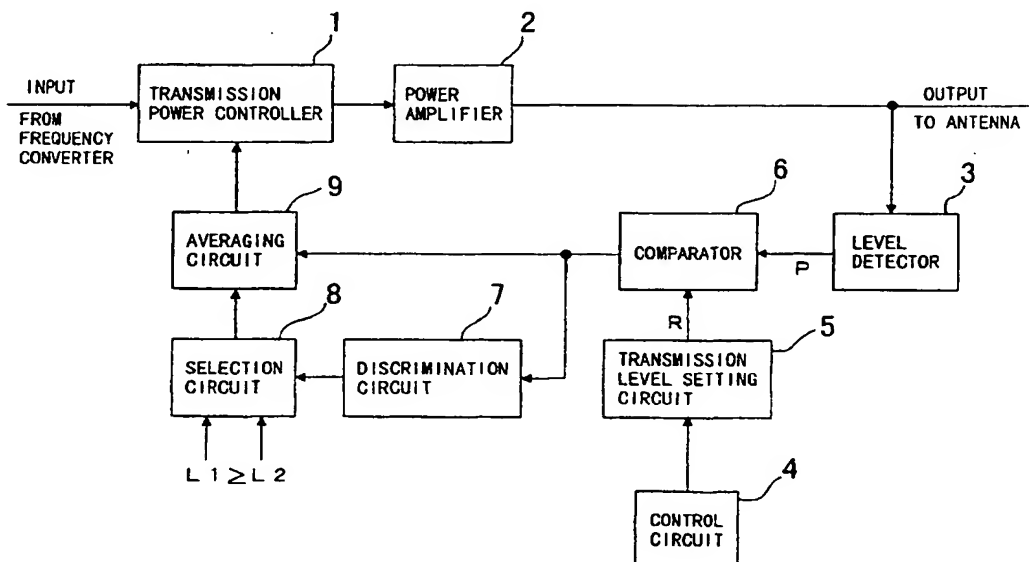 1
2
INPUT
FROM
FREQUENCY
CONVERTER
TRANSMISSION
POWER CONTROLLER
POWER
AMPLIFIER
OUTPUT
TO ANTENNA
9
6
3
AVERAGING
CIRCUIT
COMPARATOR
P
LEVEL
DETECTOR
8
7
R
5
SELECTION
CIRCUIT
DISCRIMINATION
CIRCUIT
TRANSMISSION
LEVEL SETTING
CIRCUIT
L 1 ≥ L 2
4
CONTROL
CIRCUIT